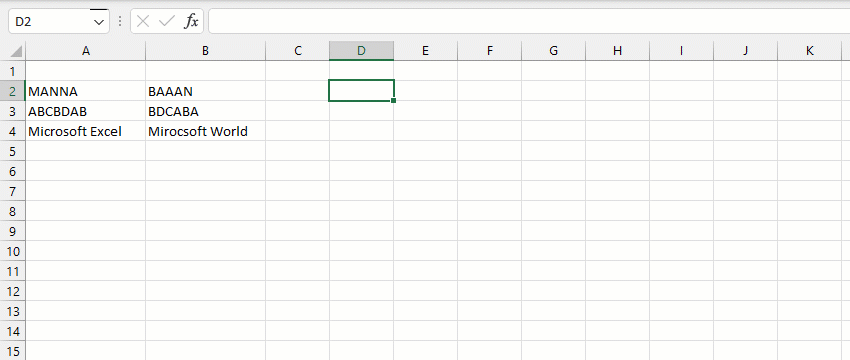 D2 fx
A B C D E F G H I J K
1
2 MANNA BAAAN
3 ABCBDAB BDCABA
4 Microsoft Excel Mirocsoft World
5
6
7
8
9
10
11
12
13
14
15